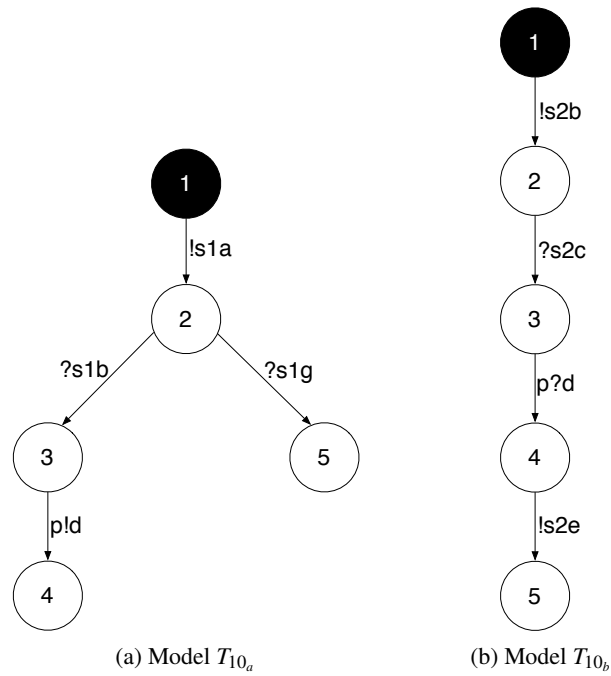 1
!s1a
2
?s1b
?s1g
3
5
p!d
4
(a) Model T10a
1
!s2b
2
?s2c
3
p?d
4
!s2e
5
(b) Model T10b